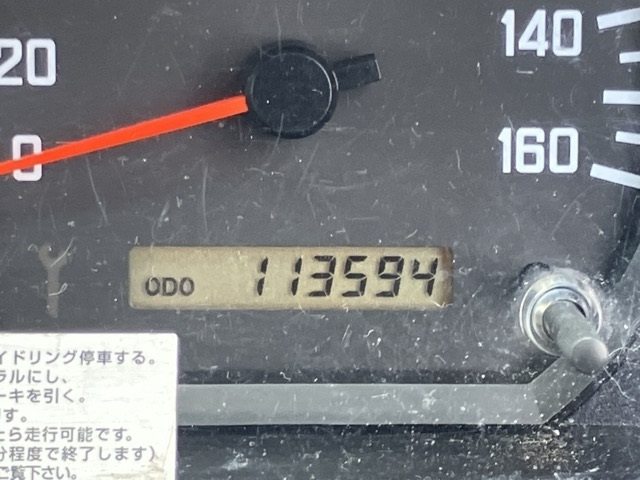 20
0
140
160
ODO 113594
イドリング停車する。
ラルにし、
ーキを引く。
す。
たら走行可能です。
分程度で終了します）
ご覧下さい。